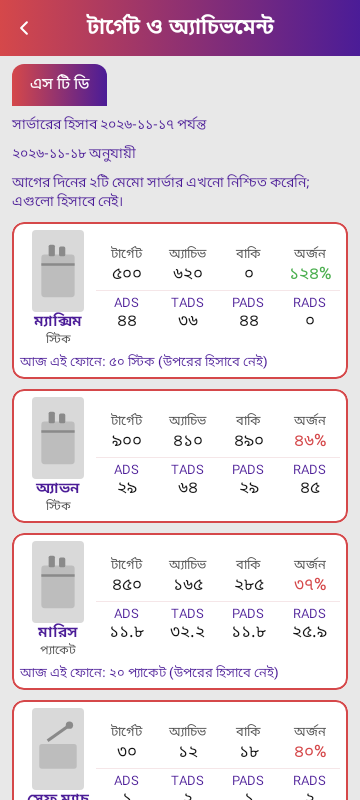 টার্গেট ও অ্যাচিভমেন্ট
এস টি ডি
সার্ভারের হিসাব ২০২৬-১১-১৭ পর্যন্ত
২০২৬-১১-১৮ অনুযায়ী
আগের দিনের ২টি মেমো সার্ভার এখনো নিশ্চিত করেনি;
এগুলো হিসাবে নেই।
টার্গেট অ্যাচিভ বাকি অর্জন
৫০০ ৬২০ ০ ১২৪%
ADS TADS PADS RADS
৪৪ ৩৬ ৪৪ ০
ম্যাক্সিম
স্টিক
আজ এই ফোনে: ৫০ স্টিক (উপরের হিসাবে নেই)
টার্গেট অ্যাচিভ বাকি অর্জন
৯০০ ৪১০ ৪৯০ ৪৬%
ADS TADS PADS RADS
২৯ ৬৪ ২৯ ৪৫
অ্যাভন
স্টিক
টার্গেট অ্যাচিভ বাকি অর্জন
৪৫০ ১৬৫ ২৮৫ ৩৭%
ADS TADS PADS RADS
১১.৮ ৩২.২ ১১.৮ ২৫.৯
মারিস
প্যাকেট
আজ এই ফোনে: ২০ প্যাকেট (উপরের হিসাবে নেই)
টার্গেট অ্যাচিভ বাকি অর্জন
৩০ ১২ ১৮ ৪০%
ADS TADS PADS RADS